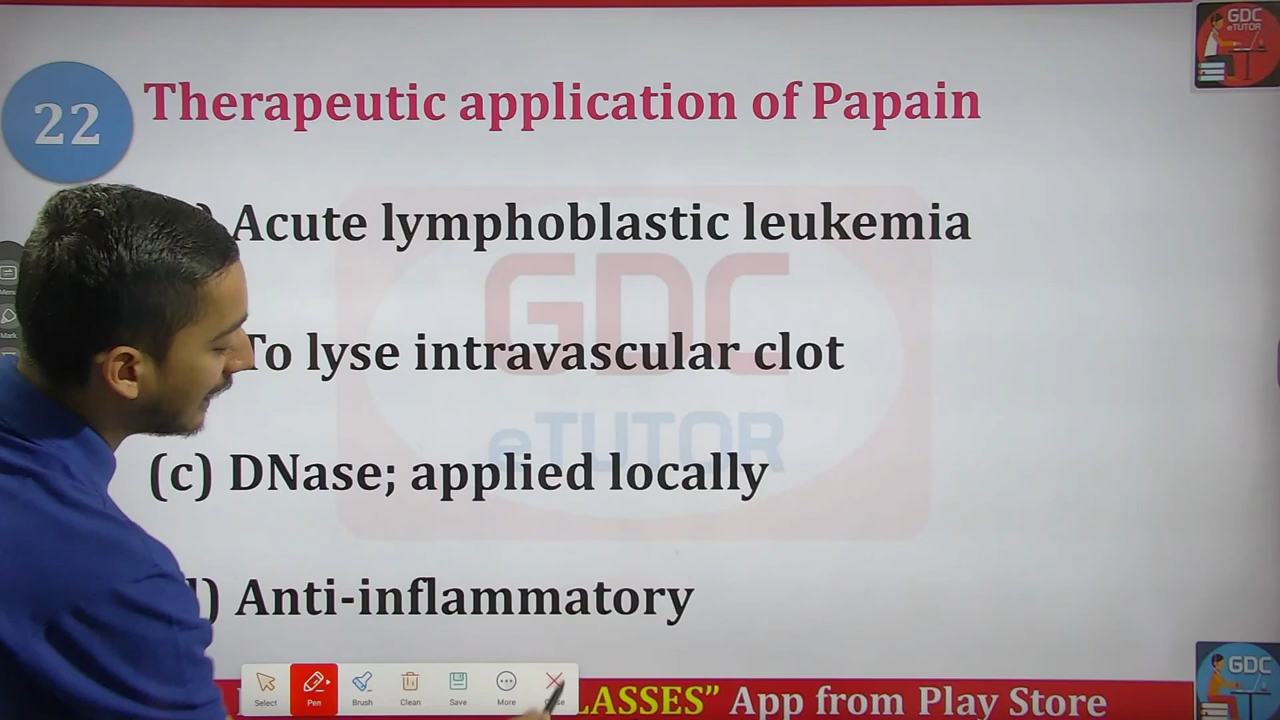 GDC
eTUTOR
22
Therapeutic application of Papain
) Acute lymphoblastic leukemia
To lyse intravascular clot
(c) DNase; applied locally
) Anti-inflammatory
GDC
eTUTOR
Mark
Select
Pen
Brush
Clean
Save
More
LASSES” App from Play Store
GDC